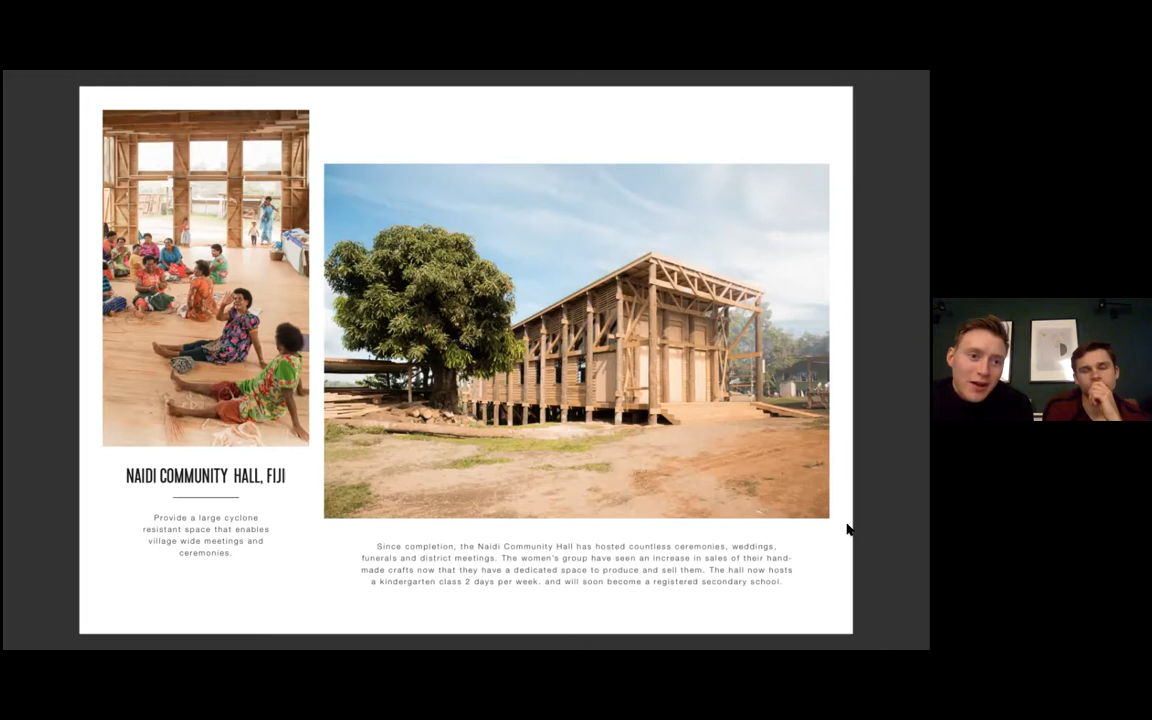 NAIDI COMMUNITY HALL, FIJI
Provide a large cyclone
resistant space that enables
village wide meetings and
ceremonies.
Since completion, the Naidi Community Hall has hosted countless ceremonies, weddings,
funerals and district meetings. The women's group have seen an increase in sales of their hand-
made crafts now that they have a dedicated space to produce and sell them. The hall now hosts
a kindergarten class 2 days per week. and will soon become a registered secondary school.